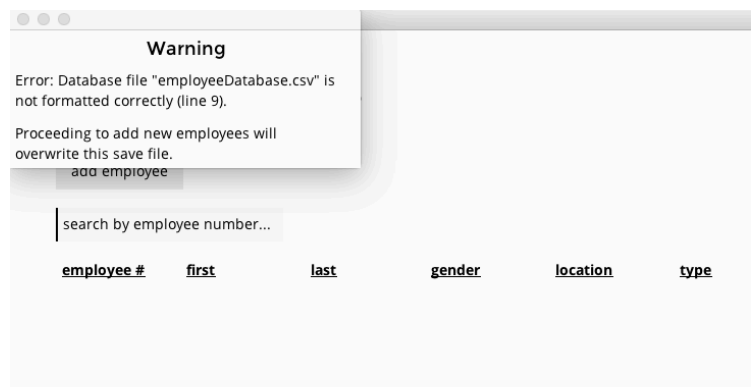 Warning
Error: Database file "employeeDatabase.csv" is
not formatted correctly (line 9).
Proceeding to add new employees will
overwrite this save file.
add employee
search by employee number...
employee # first last gender location type